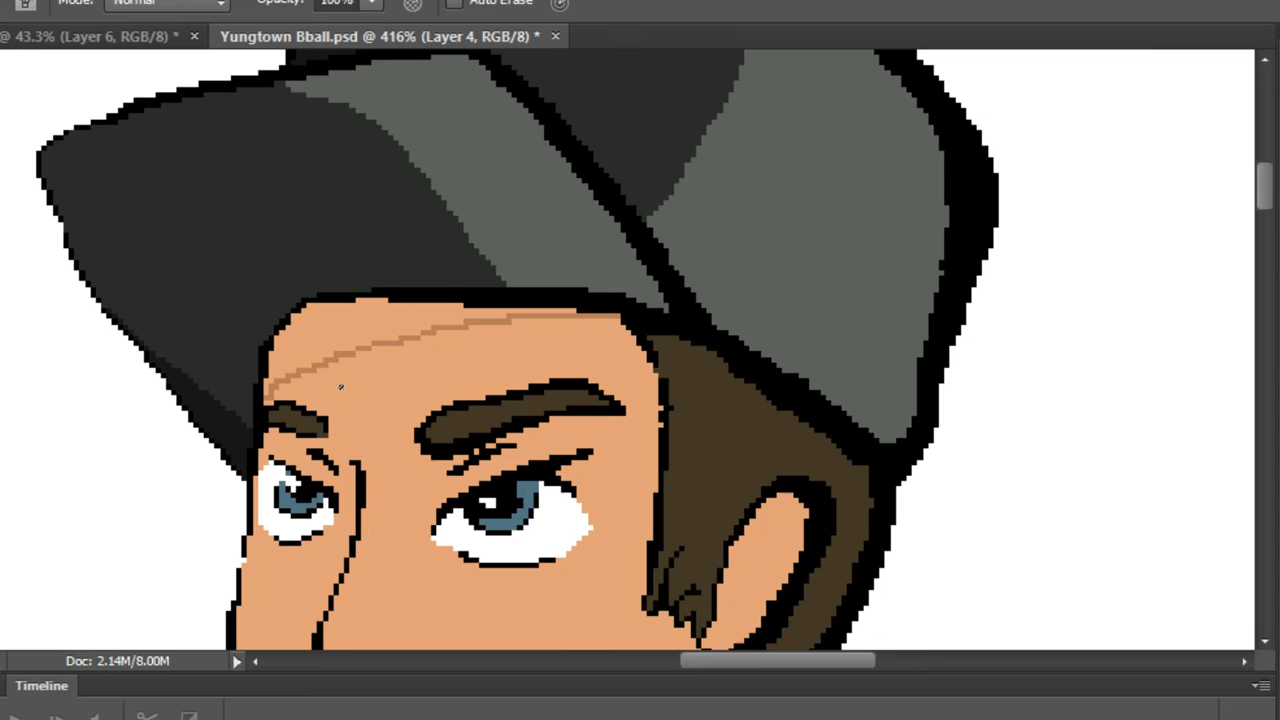 Mode: Normal Opacity: 100% Auto Erase
@ 43.3% (Layer 6, RGB/8) * × Yungtown Bball.psd @ 416% (Layer 4, RGB/8) * ×
Doc: 2.14M/8.00M
Timeline